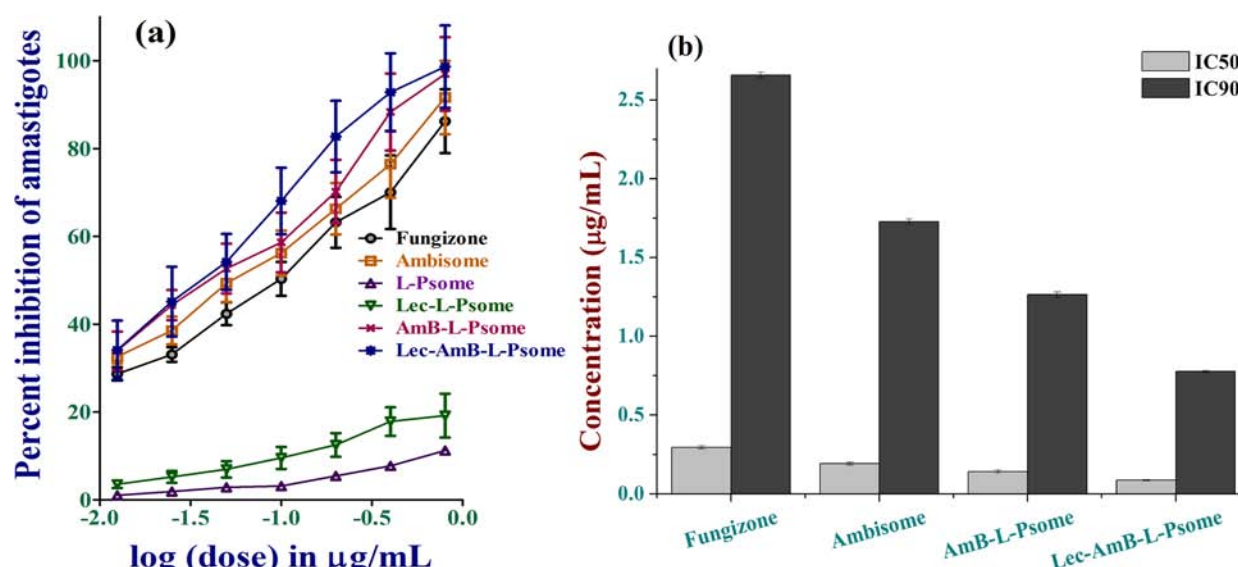 (a)
Percent inhibition of amastigotes
100
80
60
40
20
0
-2.0
-1.5
-1.0
-0.5
0.0
log (dose) in μg/mL
Fungizone
Ambisome
L-Psome
Lec-L-Psome
AmB-L-Psome
Lec-AmB-L-Psome
(b)
IC50
IC90
Concentration (μg/mL)
2.5
2.0
1.5
1.0
0.5
0.0
Fungizone
Ambisome
AmB-L-Psome
Lec-AmB-L-Psome